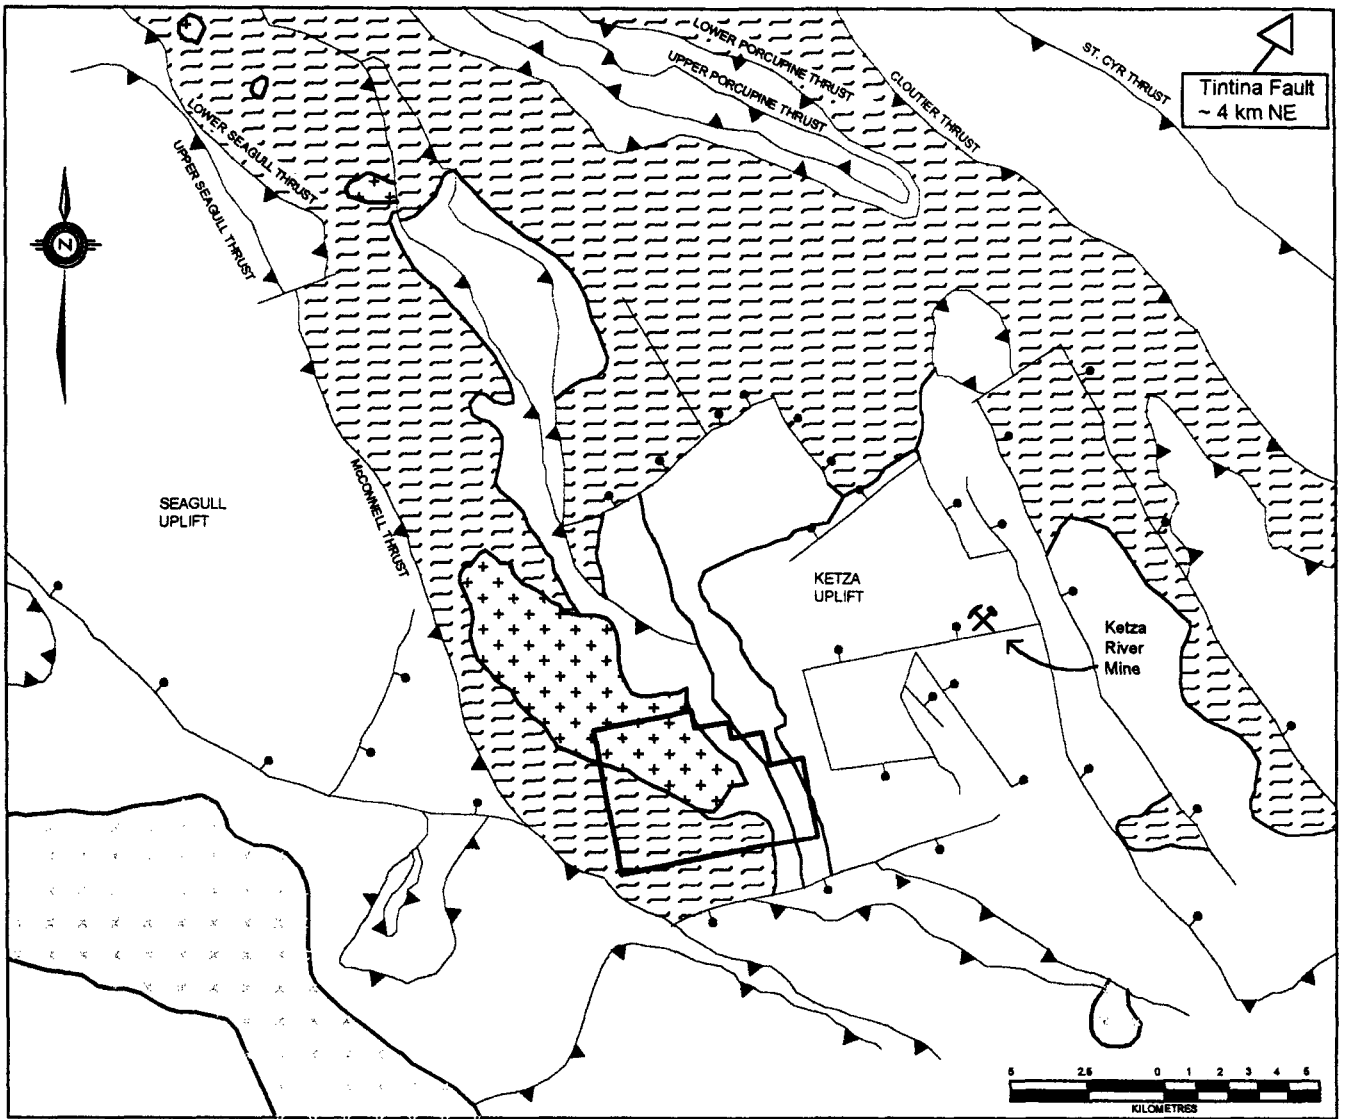 LOWER PORCUPINE THRUST
UPPER PORCUPINE THRUST
CLOUTIER THRUST
ST. CYR THRUST
Tintina Fault
~ 4 km NE
LOWER SEAGULL THRUST
UPPER SEAGULL THRUST
N
McCONNELL THRUST
SEAGULL
UPLIFT
KETZA
UPLIFT
Ketza
River
Mine
5 2.5 0 1 2 3 4 5
KILOMETRES